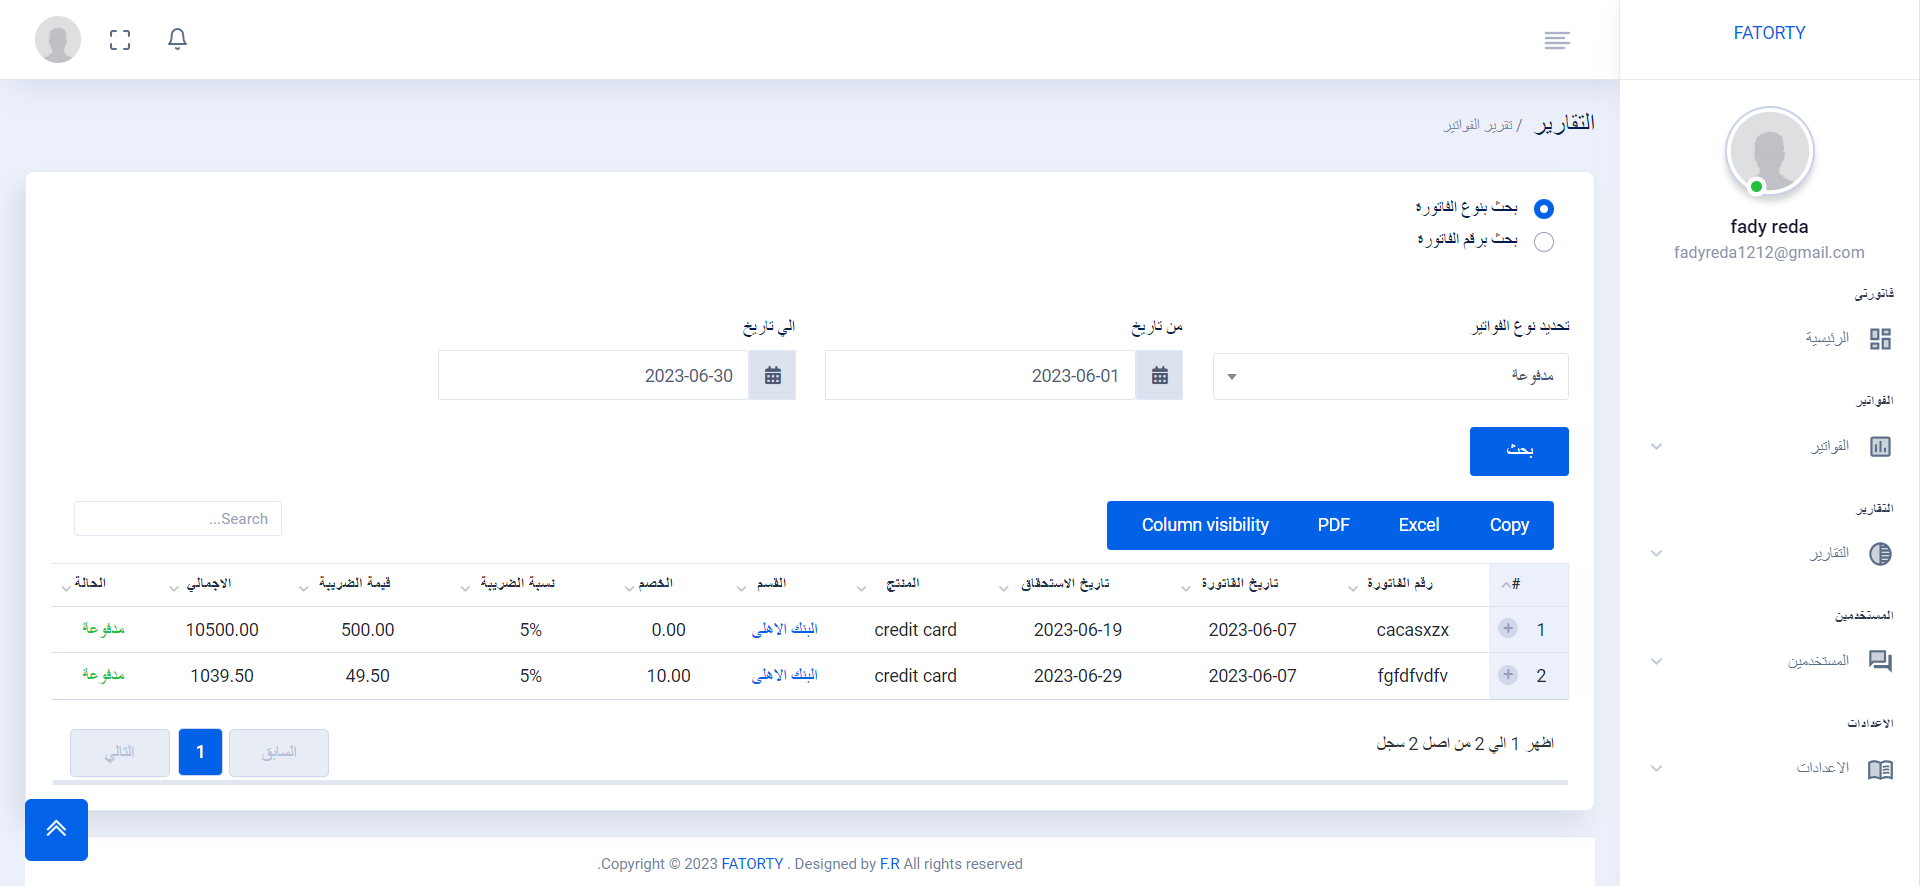 FATORTY
fady reda
fadyreda1212@gmail.com
فاتورتى
الرئيسية
الفواتير
الفواتير
التقارير
التقارير
المستخدمين
المستخدمين
الاعدادات
الاعدادات
التقارير / تقرير الفواتير
بحث بنوع الفاتورة
بحث برقم الفاتورة
تحديد نوع الفواتير
من تاريخ
الي تاريخ
مدفوعة
2023-06-01
2023-06-30
بحث
Copy Excel PDF Column visibility
Search...
# رقم الفاتورة تاريخ الفاتورة تاريخ الاستحقاق المنتج القسم الخصم نسبة الضريبة قيمة الضريبة الاجمالي الحالة
1 cacasxzx 2023-06-07 2023-06-19 credit card البنك الاهلى 0.00 5% 500.00 10500.00 مدفوعة
2 fgfdfvdfv 2023-06-07 2023-06-29 credit card البنك الاهلى 10.00 5% 49.50 1039.50 مدفوعة
اظهر 1 الي 2 من اصل 2 سجل
السابق 1 التالي
.Copyright © 2023 FATORTY . Designed by F.R All rights reserved